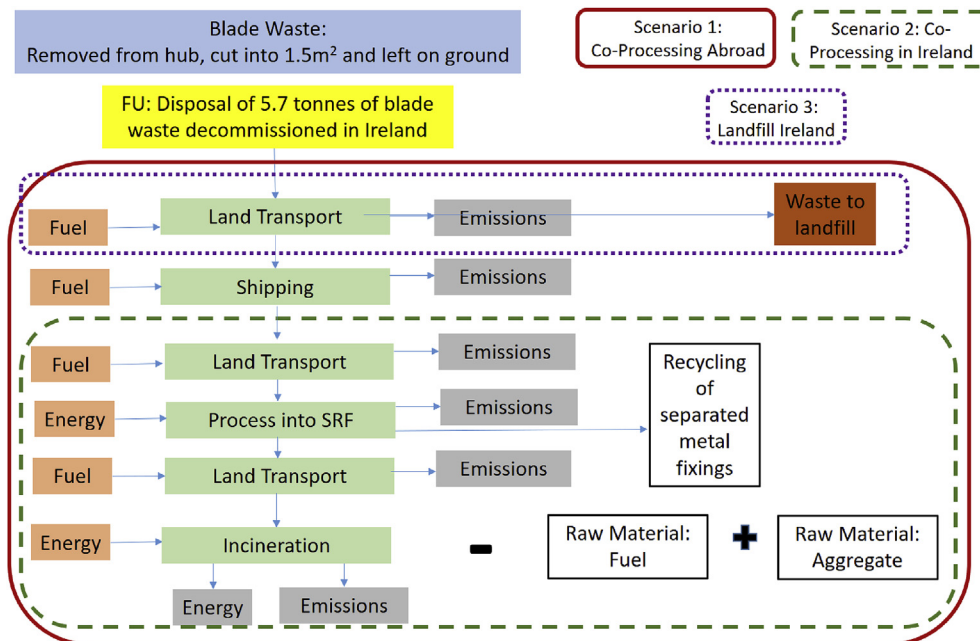 Blade Waste:
Removed from hub, cut into 1.5m² and left on ground
Scenario 1:
Co-Processing Abroad
Scenario 2: Co-
Processing in Ireland
FU: Disposal of 5.7 tonnes of blade
waste decommissioned in Ireland
Scenario 3:
Landfill Ireland
Fuel
Land Transport
Emissions
Waste to
landfill
Fuel
Shipping
Emissions
Fuel
Land Transport
Emissions
Recycling
of
separated
metal
fixings
Energy
Process into SRF
Emissions
Fuel
Land Transport
Emissions
Energy
Incineration
-
Raw Material:
Fuel
+
Raw Material:
Aggregate
Energy
Emissions